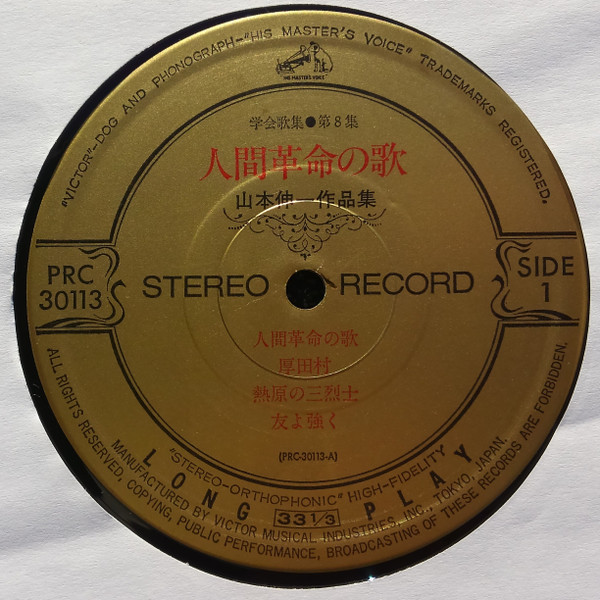 "VICTOR"–DOG AND PHONOGRAPH–"HIS MASTER'S VOICE" TRADEMARKS REGISTERED.
"HIS MASTER'S VOICE"
学会歌集●第8集
人間革命の歌
山本伸一作品集
PRC
30113
STEREO RECORD
SIDE
1
人間革命の歌
厚田村
熱原の三烈士
友よ強く
(PRC-30113-A)
"STEREO-ORTHOPHONIC" HIGH-FIDELITY
LONG 33 1/3 PLAY
MANUFACTURED BY VICTOR MUSICAL INDUSTRIES, INC., TOKYO, JAPAN.
ALL RIGHTS RESERVED, COPYING, PUBLIC PERFORMANCE, BROADCASTING OF THESE RECORDS ARE FORBIDDEN.